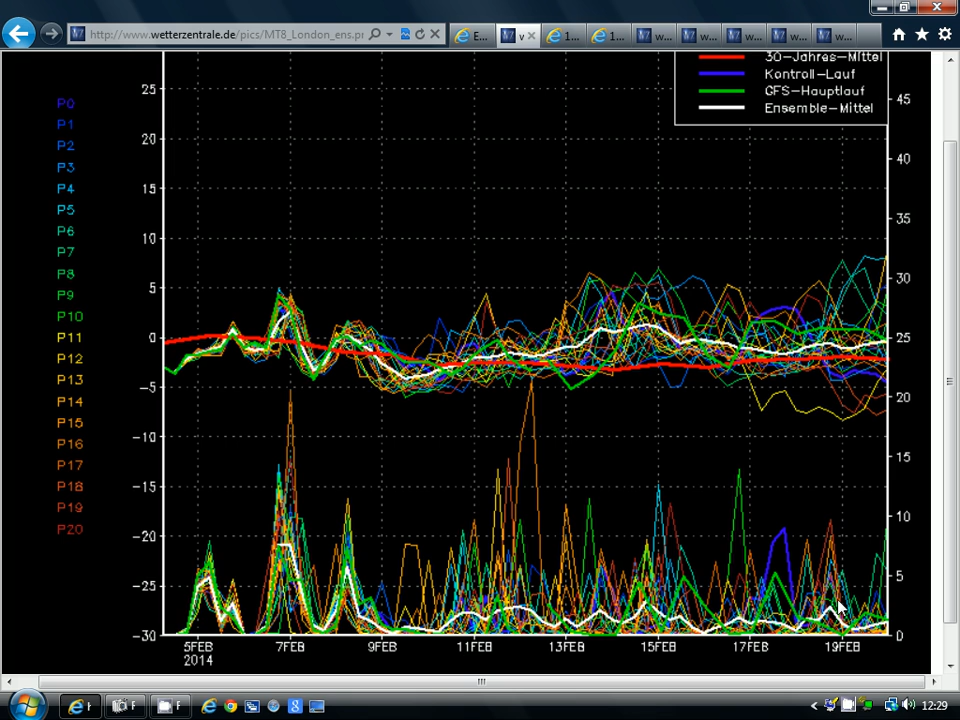 http://www.wetterzentrale.de/pics/MT8_London_ens.pr
E...
v
1...
1...
w...
w...
w...
w...
w...
30-Jahres-Mittel
Kontroll-Lauf
GFS-Hauptlauf
Ensemble-Mittel
P0
P1
P2
P3
P4
P5
P6
P7
P8
P9
P10
P11
P12
P13
P14
P15
P16
P17
P18
P19
P20
25
20
15
10
5
0
-5
-10
-15
-20
-25
-30
45
40
35
30
25
20
15
10
5
0
5FEB
2014
7FEB
9FEB
11FEB
13FEB
15FEB
17FEB
19FEB
12:29